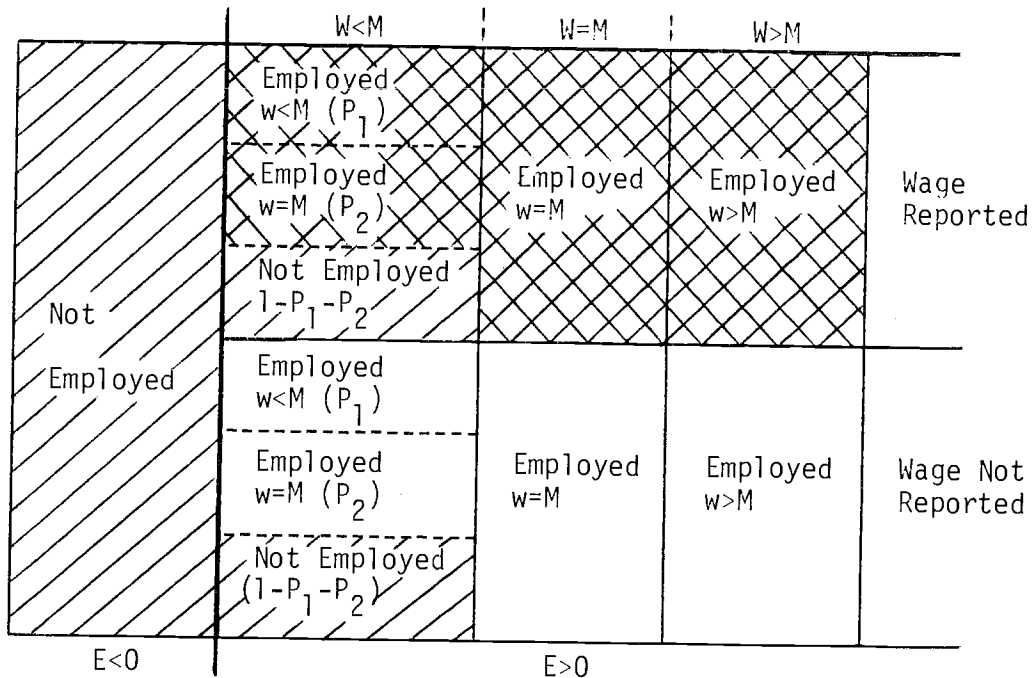 W<M W=M W>M
Employed
w<M (P₁)
Employed
w=M (P₂)
Not Employed
1-P₁-P₂
Employed
w=M
Employed
w>M
Wage
Reported
Not
Employed
Employed
w<M (P₁)
Employed
w=M (P₂)
Not Employed
(1-P₁-P₂)
Employed
w=M
Employed
w>M
Wage Not
Reported
E<0 E>0